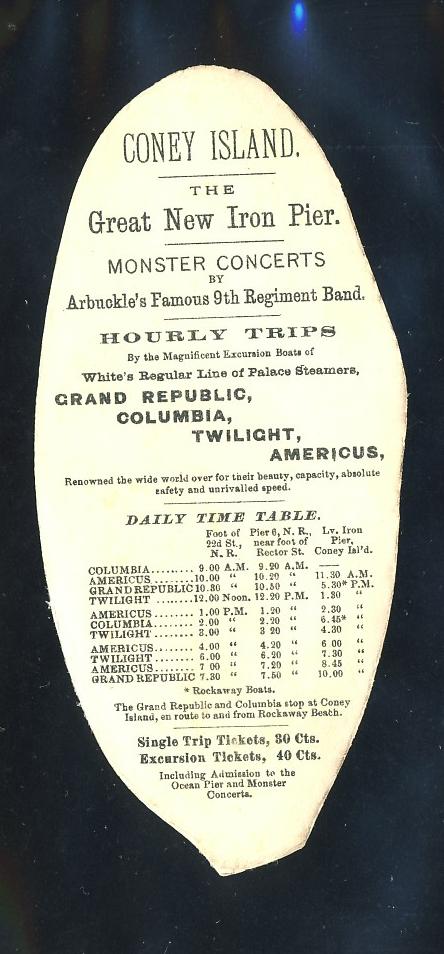 CONEY ISLAND.
THE
Great New Iron Pier.
MONSTER CONCERTS
BY
Arbuckle's Famous 9th Regiment Band.
HOURLY TRIPS
By the Magnificent Excursion Boats of
White's Regular Line of Palace Steamers,
GRAND REPUBLIC,
COLUMBIA,
TWILIGHT,
AMERICUS,
Renowned the wide world over for their beauty, capacity, absolute
safety and unrivalled speed.
DAILY TIME TABLE.
Foot of 22d St., N. R. Pier 6, N. R., near foot of Rector St. Lv. Iron Pier, Coney Isl'd.
COLUMBIA......... 9.00 A.M. 9.20 A.M. —
AMERICUS ........10.00 “ 10.20 “ 11.30 A.M.
GRAND REPUBLIC 10.30 “ 10.50 “ 5.30* P.M.
TWILIGHT ........12.00 Noon. 12.20 P.M. 1.30 “
AMERICUS ........ 1.00 P.M. 1.20 “ 2.30 “
COLUMBIA......... 2.00 “ 2.20 “ 6.45* “
TWILIGHT ........ 3.00 “ 3 20 “ 4.30 “
AMERICUS......... 4.00 “ 4.20 “ 6 00 “
TWILIGHT......... 6.00 “ 6.20 “ 7.30 “
AMERICUS ........ 7 00 “ 7.20 “ 8.45 “
GRAND REPUBLIC 7.30 “ 7.50 “ 10.00 “
* Rockaway Boats.
The Grand Republic and Columbia stop at Coney
Island, en route to and from Rockaway Beach.
Single Trip Tickets, 30 Cts.
Excursion Tickets, 40 Cts.
Including Admission to the
Ocean Pier and Monster
Concerts.